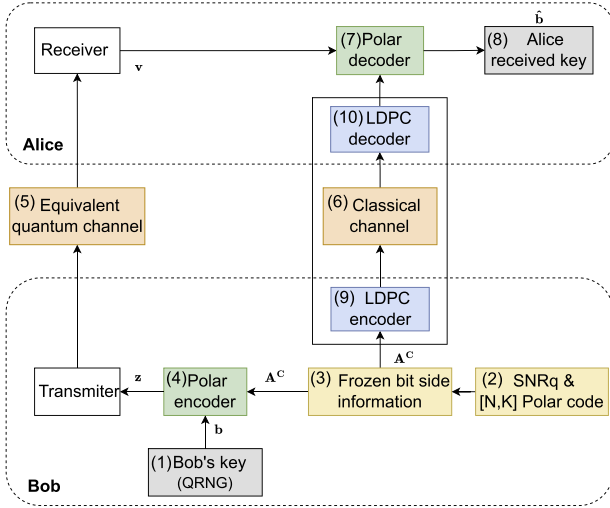 b̂
Receiver
(7) Polar
decoder
(8) Alice
received key
v
(10) LDPC
decoder
Alice
(5) Equivalent
quantum channel
(6) Classical
channel
(9) LDPC
encoder
A^C
Transmiter
z
(4) Polar
encoder
A^C
(3) Frozen bit side
information
(2) SNRq &
[N,K] Polar code
b
(1) Bob's key
(QRNG)
Bob